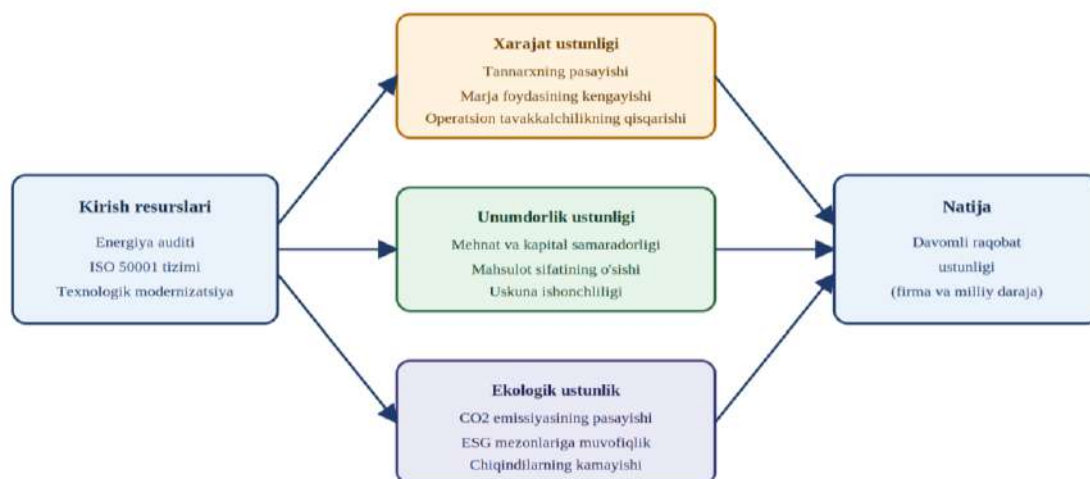 Xarajat ustunligi
Tannarxning pasayishi
Marja foydasining kengayishi
Operatsion tavakkalchilikning qisqarishi
Kirish resurslari
Energiya auditi
ISO 50001 tizimi
Texnologik modernizatsiya
Unumdorlik ustunligi
Mehnat va kapital samaradorligi
Mahsulot sifatining o'sishi
Uskuna ishonchliligi
Ekologik ustunlik
CO2 emissiyasining pasayishi
ESG mezonlariga muvofiqlik
Chiqindilarning kamayishi
Natija
Davomli raqobat
ustunligi
(firma va milliy daraja)